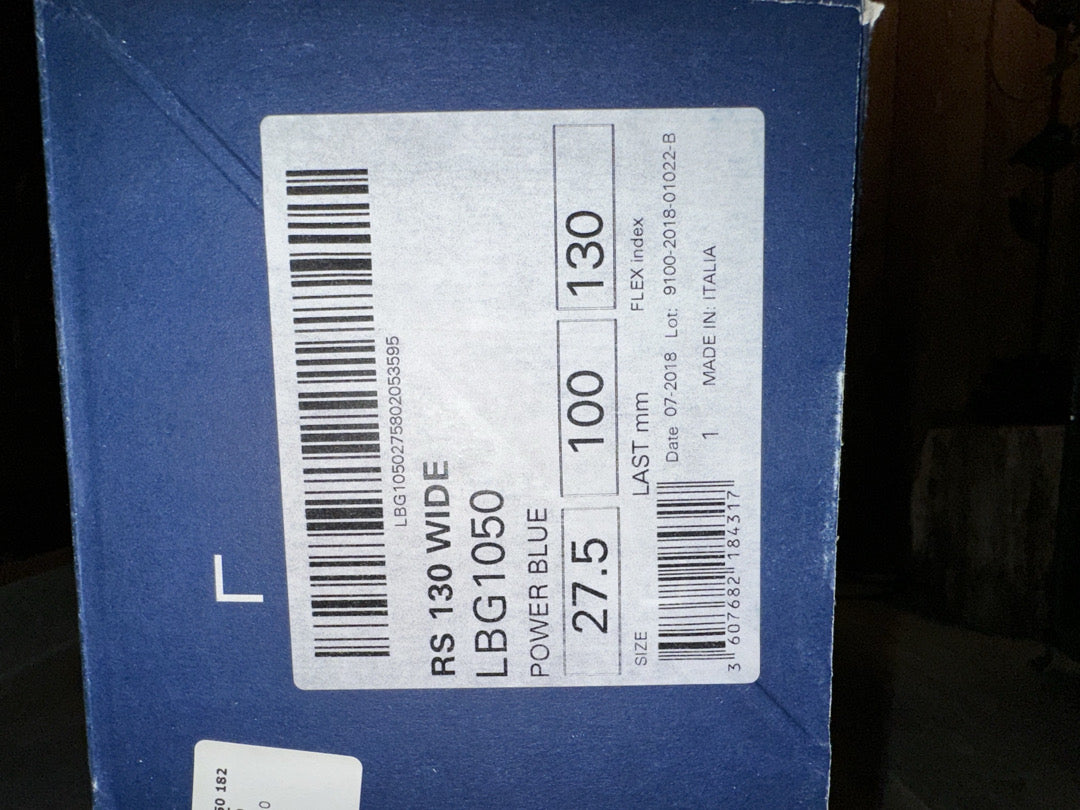 LBG1050275802053595
RS 130 WIDE
LBG1050
POWER BLUE
27.5 100 130
SIZE LAST mm FLEX index
Date 07-2018 Lot: 9100-2018-01022-B
1 MADE IN: ITALIA
3 607682 184317
182